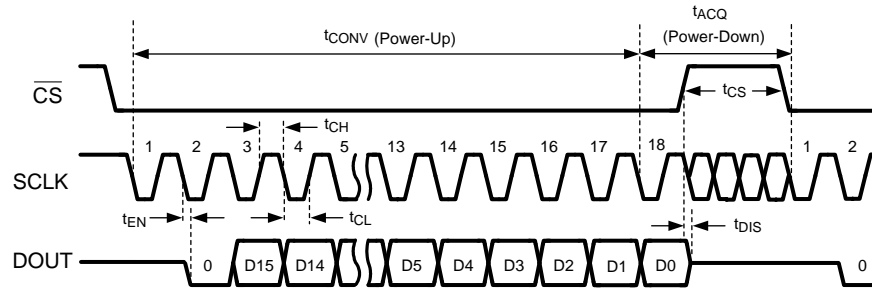 tCONV (Power-Up)
tACQ
(Power-Down)
CS
tCS
tCH
1 2 3 4 5 13 14 15 16 17 18 1 2
SCLK
tEN
tCL
tDIS
DOUT
0 D15 D14 D5 D4 D3 D2 D1 D0 0